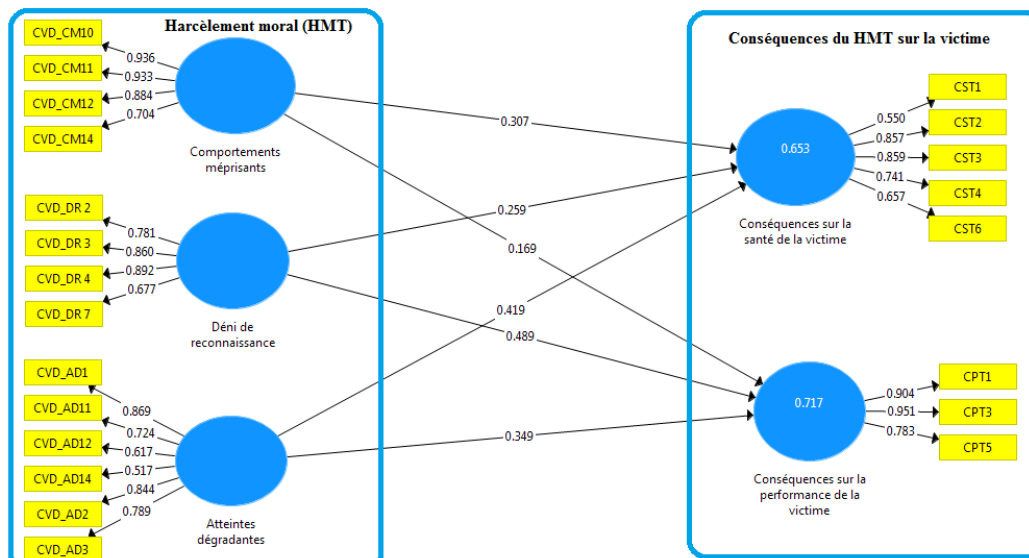 Harcèlement moral (HMT)
CVD_CM10
CVD_CM11
CVD_CM12
CVD_CM14
0.936
0.933
0.884
0.704
Comportements
méprisants
CVD_DR 2
CVD_DR 3
CVD_DR 4
CVD_DR 7
0.781
0.860
0.892
0.677
Déni de
reconnaissance
CVD_AD1
CVD_AD11
CVD_AD12
CVD_AD14
CVD_AD2
CVD_AD3
0.869
0.724
0.617
0.517
0.844
0.789
Atteintes
dégradantes
0.307
0.259
0.169
0.419
0.489
0.349
Conséquences du HMT sur la victime
0.653
Conséquences sur la
santé de la victime
0.550
0.857
0.859
0.741
0.657
CST1
CST2
CST3
CST4
CST6
0.717
Conséquences sur la
performance de la
victime
0.904
0.951
0.783
CPT1
CPT3
CPT5